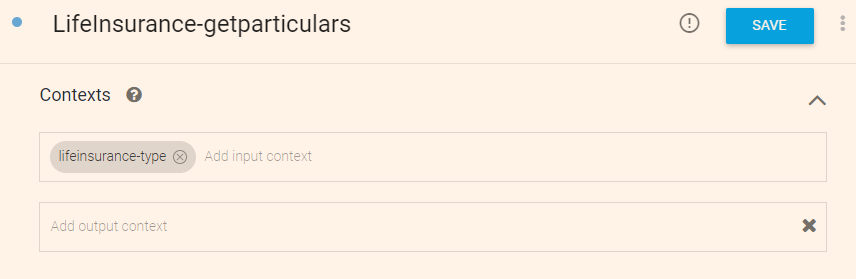 LifeInsurance-getparticulars
SAVE
Contexts
lifeinsurance-type Add input context
Add output context